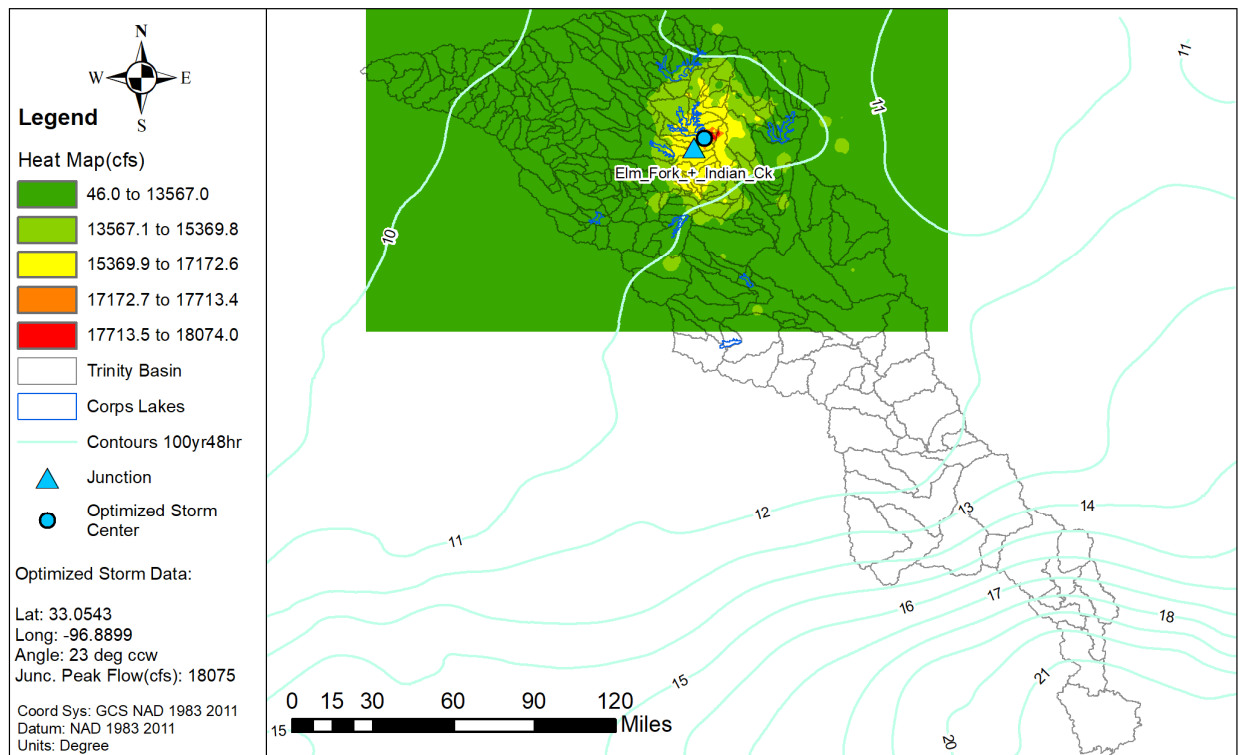 N
W
E
S
Legend
Heat Map(cfs)
46.0 to 13567.0
13567.1 to 15369.8
15369.9 to 17172.6
17172.7 to 17713.4
17713.5 to 18074.0
Trinity Basin
Corps Lakes
Contours 100yr48hr
Junction
Optimized Storm
Center
Optimized Storm Data:
Lat: 33.0543
Long: -96.8899
Angle: 23 deg ccw
Junc. Peak Flow(cfs): 18075
Coord Sys: GCS NAD 1983 2011
Datum: NAD 1983 2011
Units: Degree
11
11
Elm_Fork_+_Indian_Ck
10
12
13
14
11
16
17
18
15
21
20
15
0 15 30 60 90 120
Miles